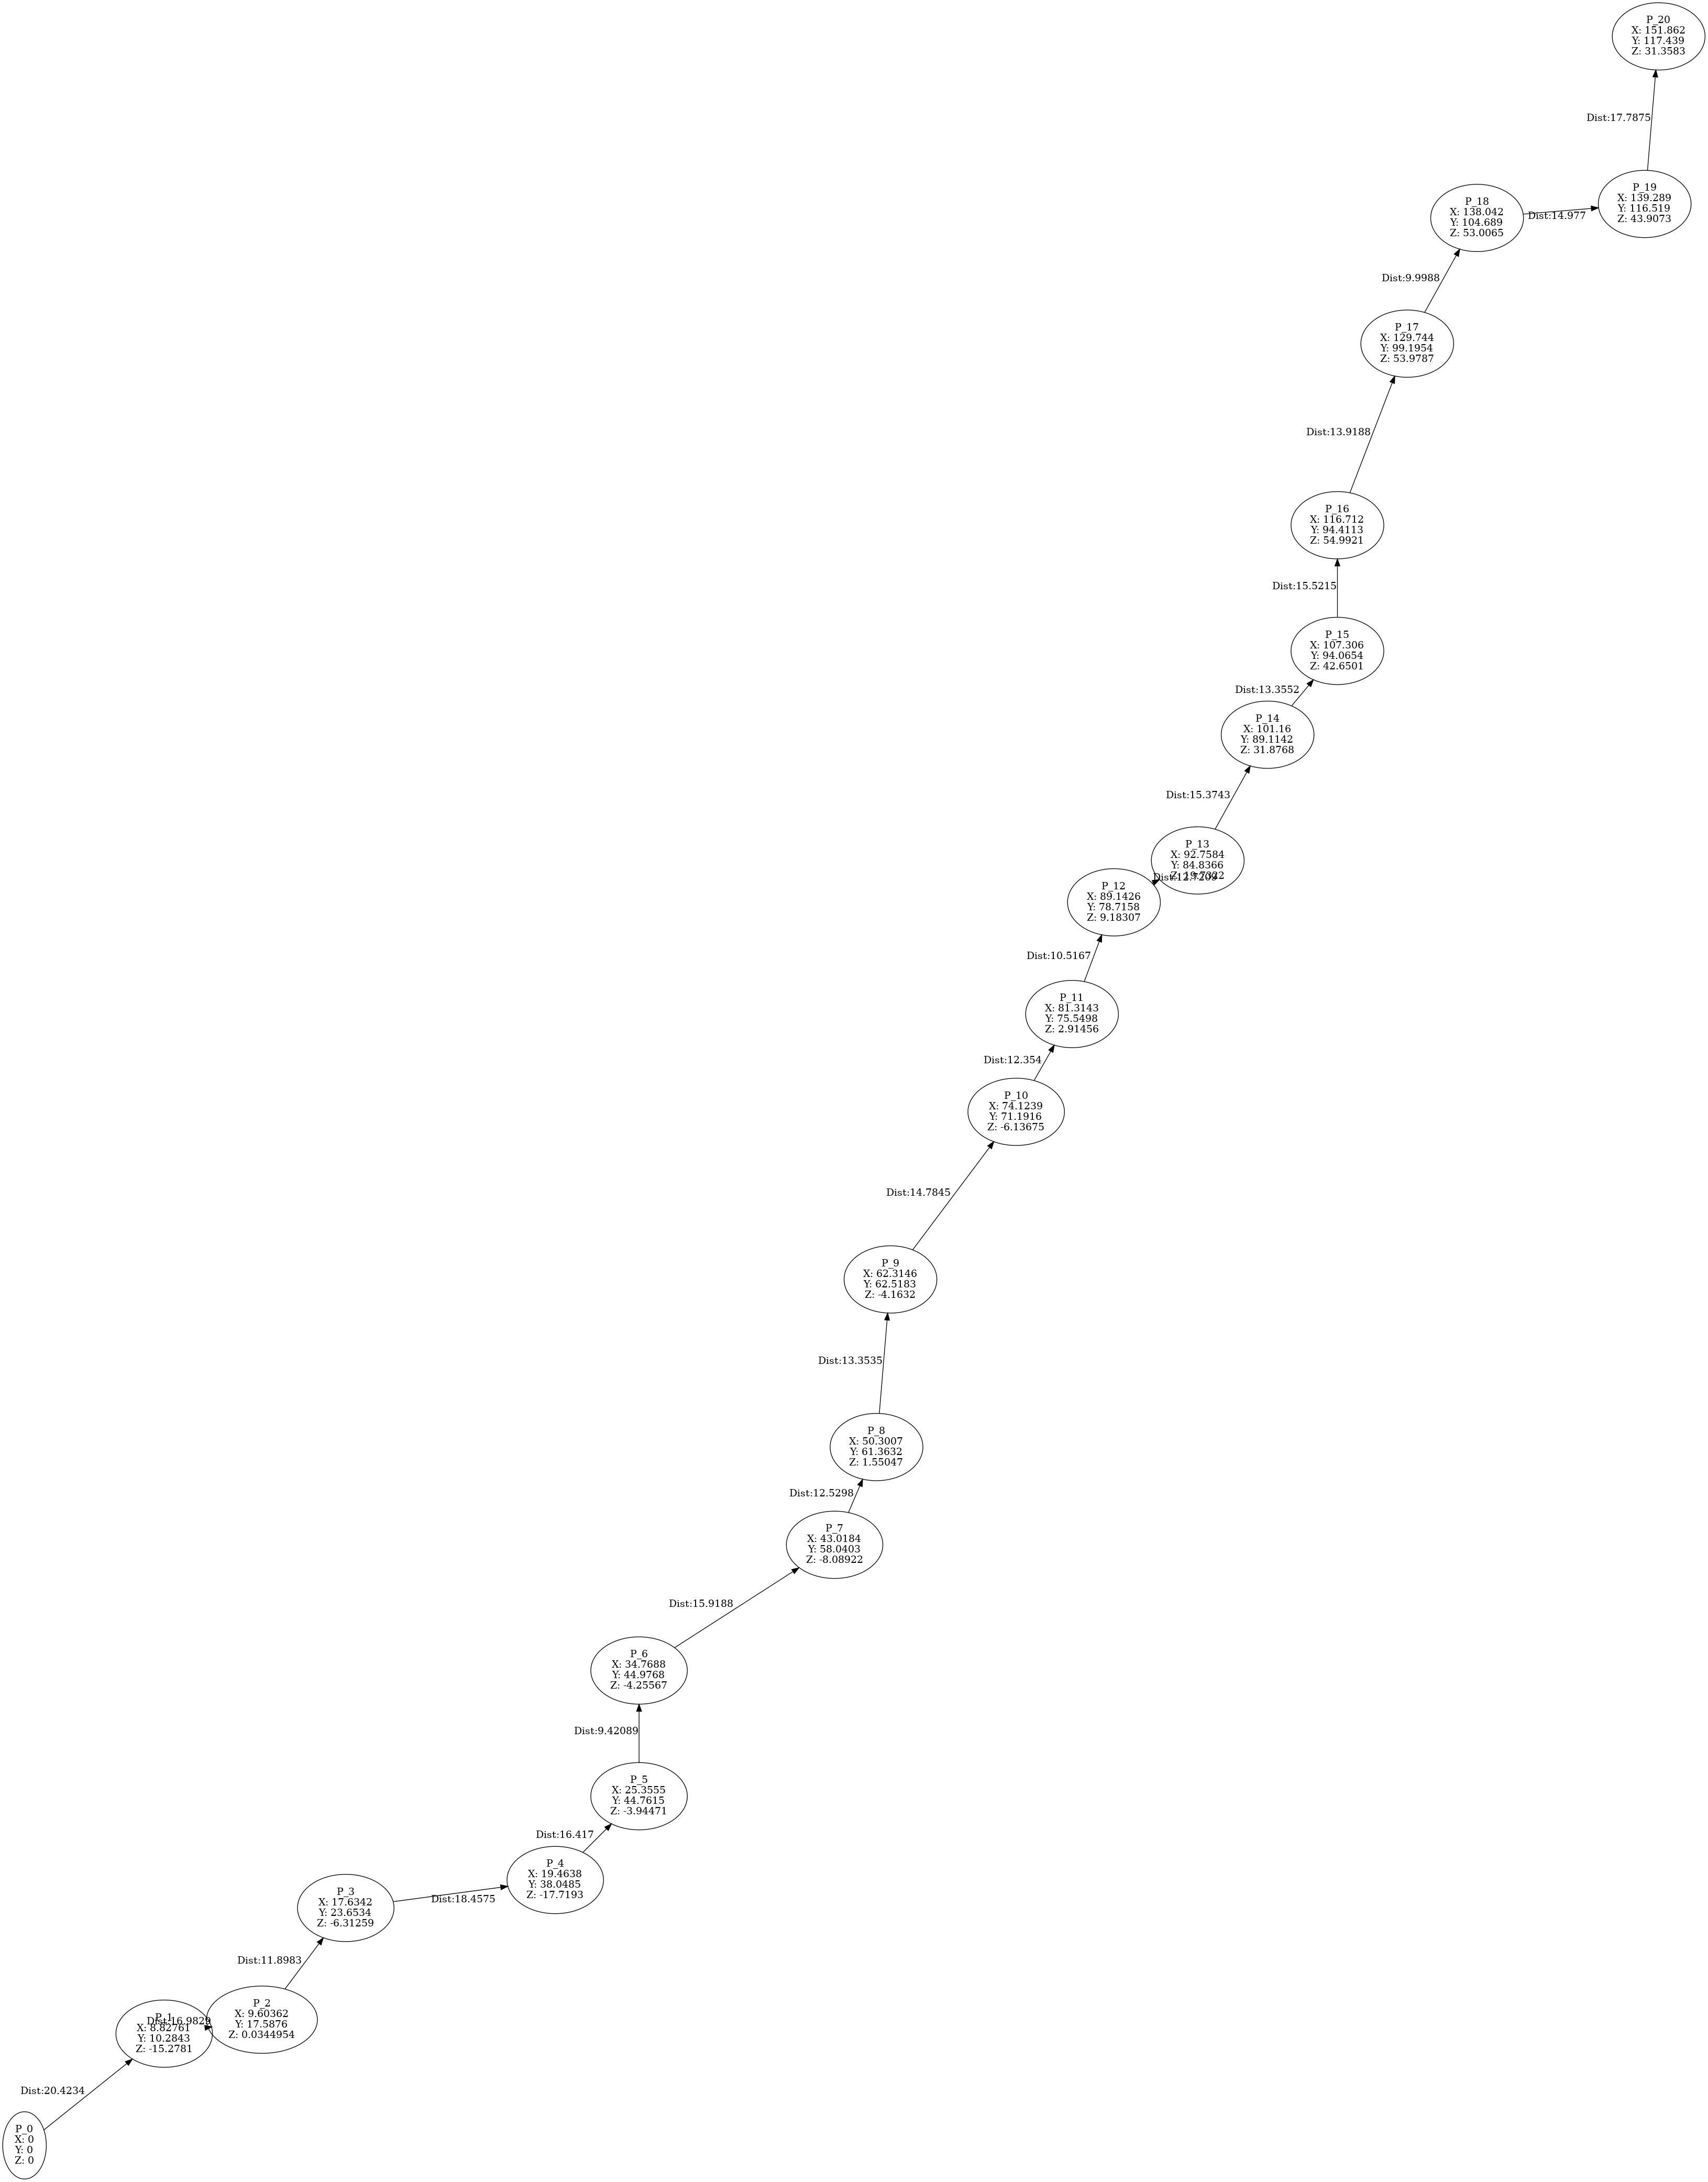 P_20
X: 151.862
Y: 117.439
Z: 31.3583
Dist:17.7875
P_19
X: 139.289
Y: 116.519
Z: 43.9073
Dist:14.977
P_18
X: 138.042
Y: 104.689
Z: 53.0065
Dist:9.9988
P_17
X: 129.744
Y: 99.1954
Z: 53.9787
Dist:13.9188
P_16
X: 116.712
Y: 94.4113
Z: 54.9921
Dist:15.5215
P_15
X: 107.306
Y: 94.0654
Z: 42.6501
Dist:13.3552
P_14
X: 101.16
Y: 89.1142
Z: 31.8768
Dist:15.3743
P_13
X: 92.7584
Y: 84.8366
Z: 19.7322
Dist:12.7209
P_12
X: 89.1426
Y: 78.7158
Z: 9.18307
Dist:10.5167
P_11
X: 81.3143
Y: 75.5498
Z: 2.91456
Dist:12.354
P_10
X: 74.1239
Y: 71.1916
Z: -6.13675
Dist:14.7845
P_9
X: 62.3146
Y: 62.5183
Z: -4.1632
Dist:13.3535
P_8
X: 50.3007
Y: 61.3632
Z: 1.55047
Dist:12.5298
P_7
X: 43.0184
Y: 58.0403
Z: -8.08922
Dist:15.9188
P_6
X: 34.7688
Y: 44.9768
Z: -4.25567
Dist:9.42089
P_5
X: 25.3555
Y: 44.7615
Z: -3.94471
Dist:16.417
P_4
X: 19.4638
Y: 38.0485
Z: -17.7193
Dist:18.4575
P_3
X: 17.6342
Y: 23.6534
Z: -6.31259
Dist:11.8983
P_2
X: 9.60362
Y: 17.5876
Z: 0.0344954
Dist:16.9829
P_1
X: 8.82761
Y: 10.2843
Z: -15.2781
Dist:20.4234
P_0
X: 0
Y: 0
Z: 0